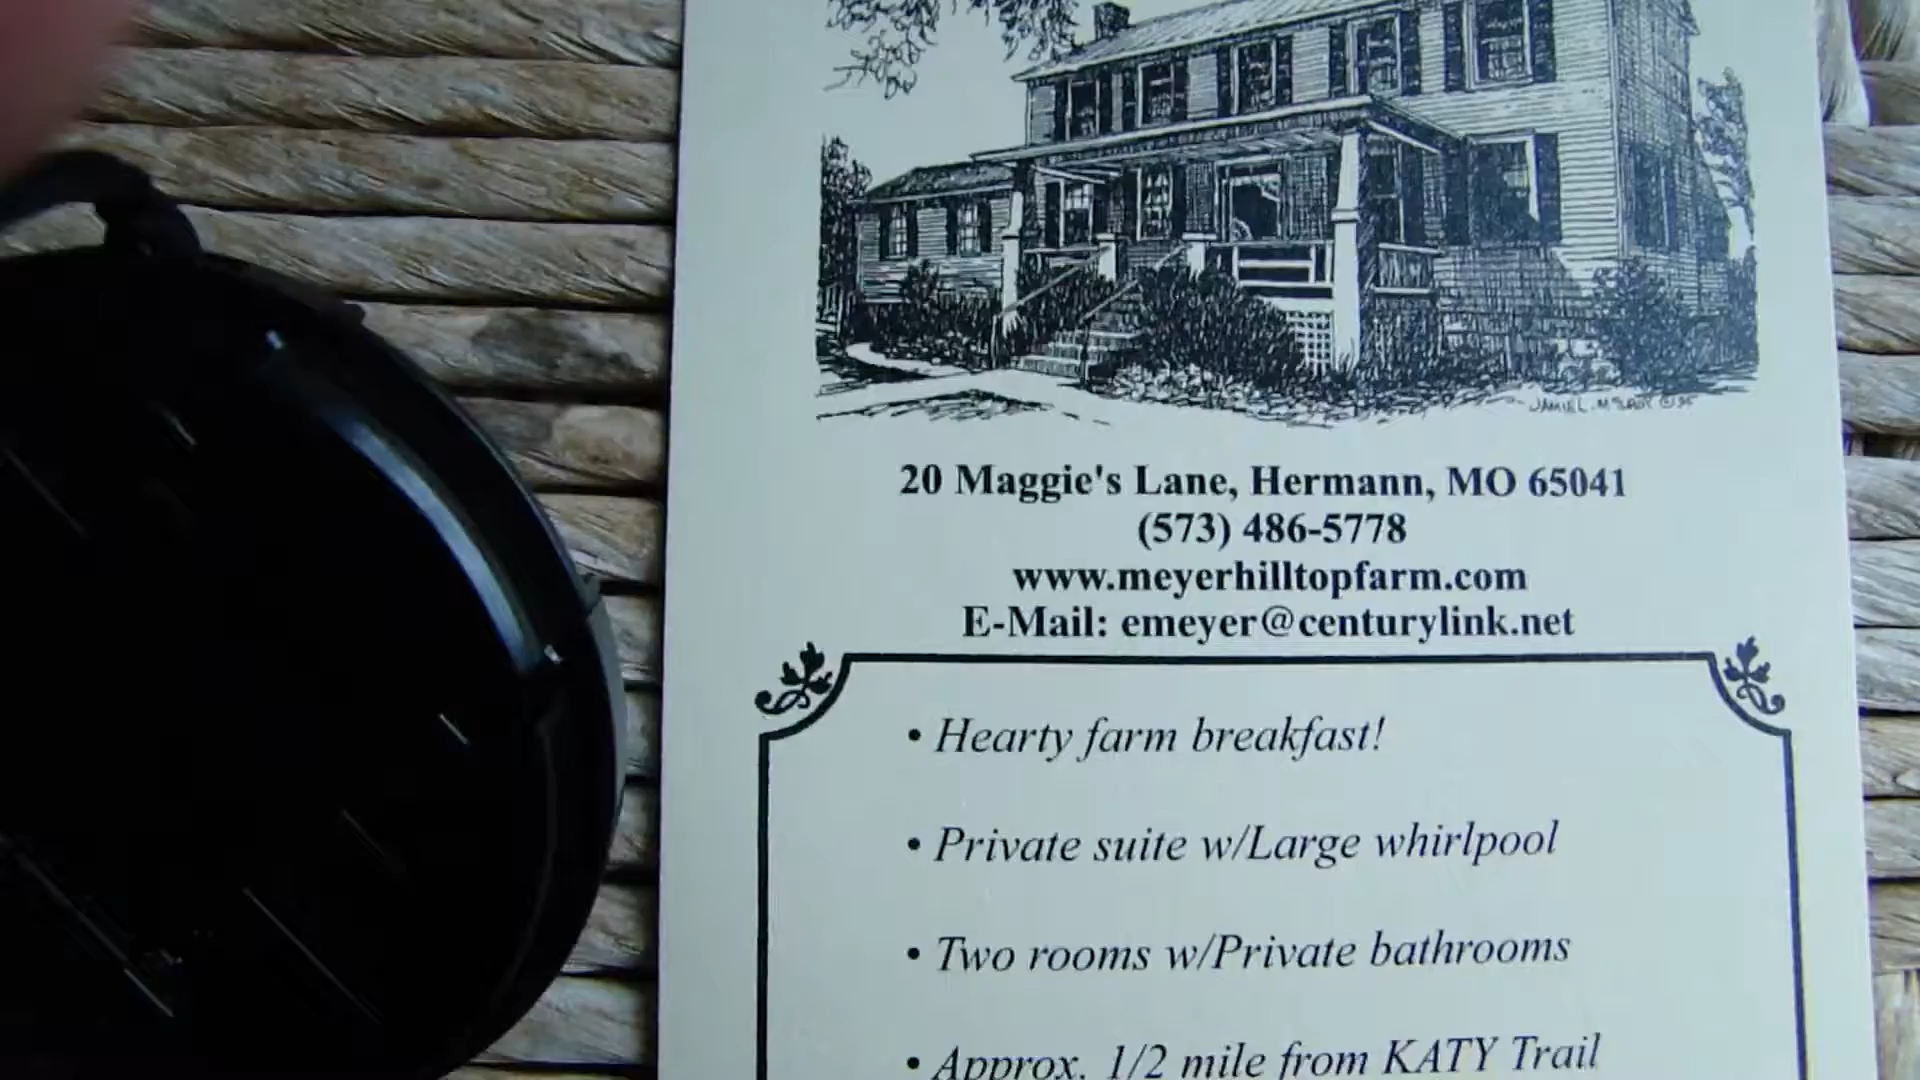 20 Maggie's Lane, Hermann, MO 65041
(573) 486-5778
www.meyerhilltopfarm.com
E-Mail: emeyer@centurylink.net
• Hearty farm breakfast!
• Private suite w/Large whirlpool
• Two rooms w/Private bathrooms
• Approx. 1/2 mile from KATY Trail